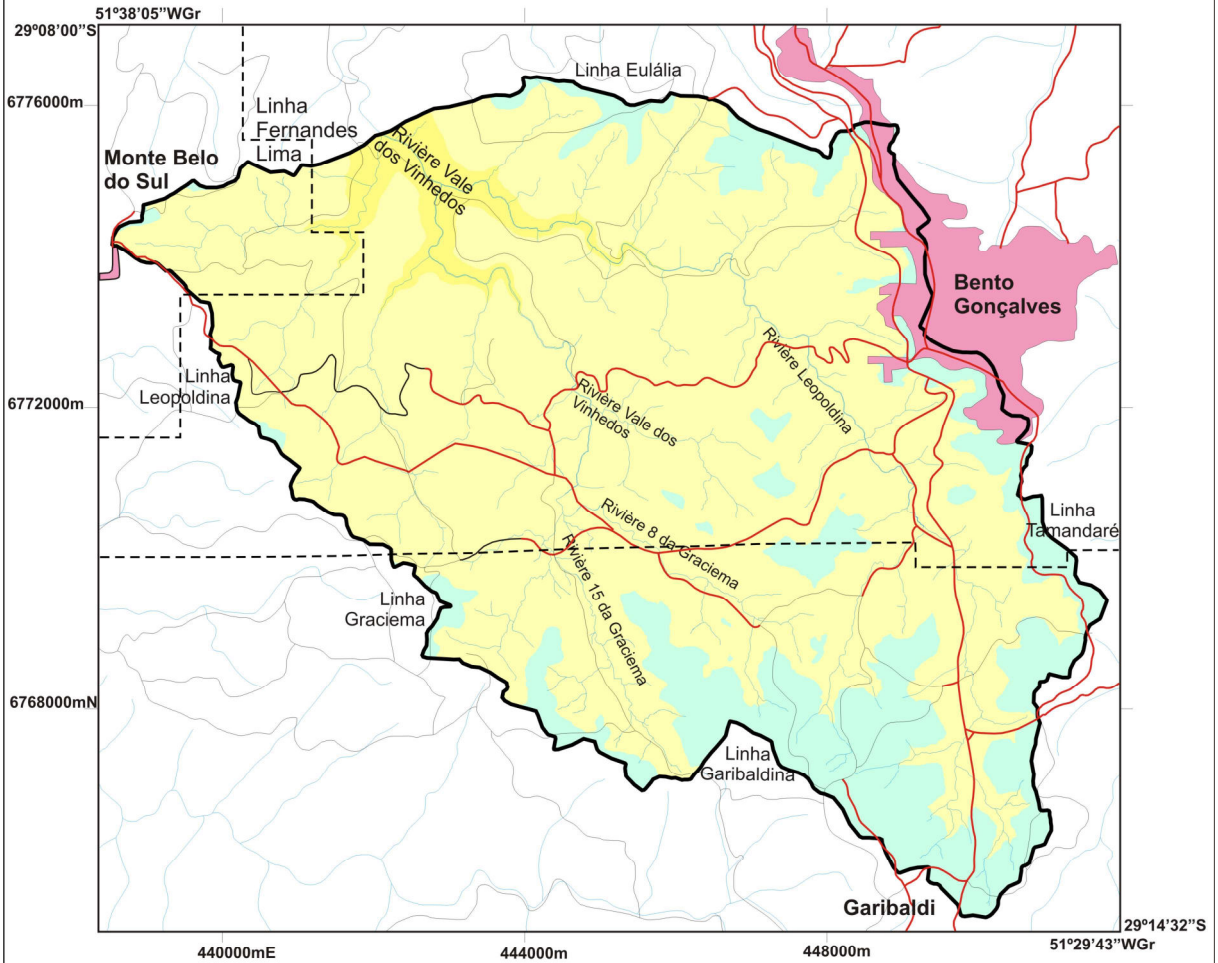 51º38'05"WGr
29º08'00"S
6776000m
Linha Eulália
Linha
Fernandes
Lima
Rivière Vale
dos Vinhedos
Monte Belo
do Sul
Bento
Gonçalves
Rivière Leopoldina
Linha
Leopoldina
6772000m
Rivière Vale dos
Vinhedos
Rivière 8 da Graciema
Linha
Tamandaré
Rivière 15 da Graciema
Linha
Graciema
6768000mN
Linha
Garibaldina
Garibaldi
29º14'32"S
51º29'43"WGr
440000mE
444000m
448000m